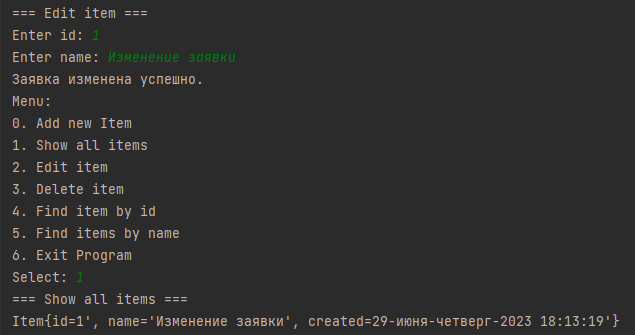 === Edit item ===
Enter id: 1
Enter name: Изменение заявки
Заявка изменена успешно.
Menu:
0. Add new Item
1. Show all items
2. Edit item
3. Delete item
4. Find item by id
5. Find items by name
6. Exit Program
Select: 1
=== Show all items ===
Item{id=1', name='Изменение заявки', created=29-июня-четверг-2023 18:13:19'}